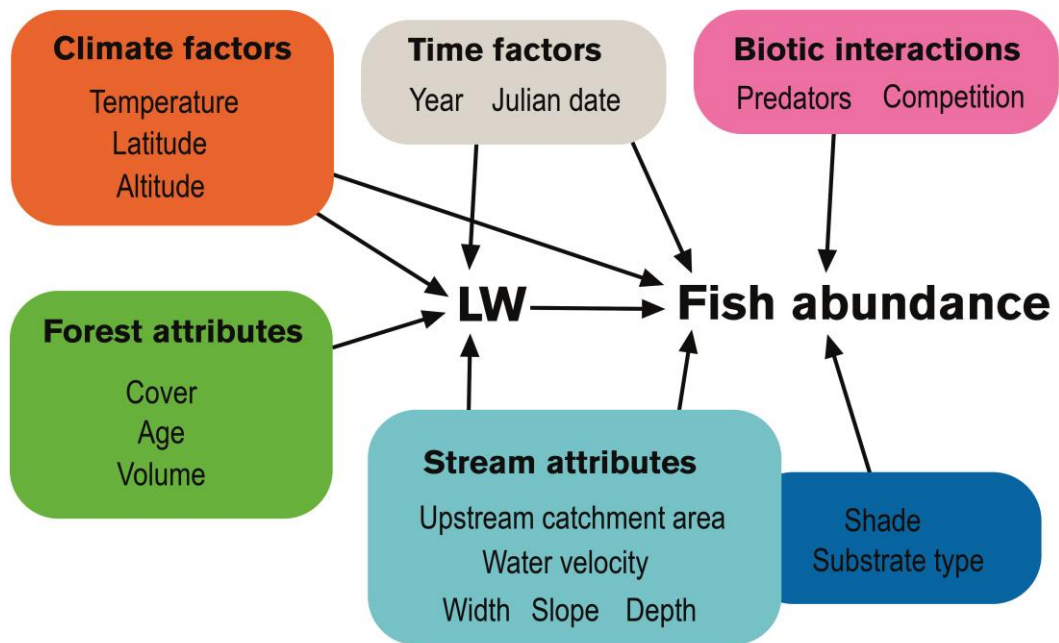 Climate factors
Temperature
Latitude
Altitude
Time factors
Year Julian date
Biotic interactions
Predators Competition
LW
Fish abundance
Forest attributes
Cover
Age
Volume
Stream attributes
Upstream catchment area
Water velocity
Width Slope Depth
Shade
Substrate type